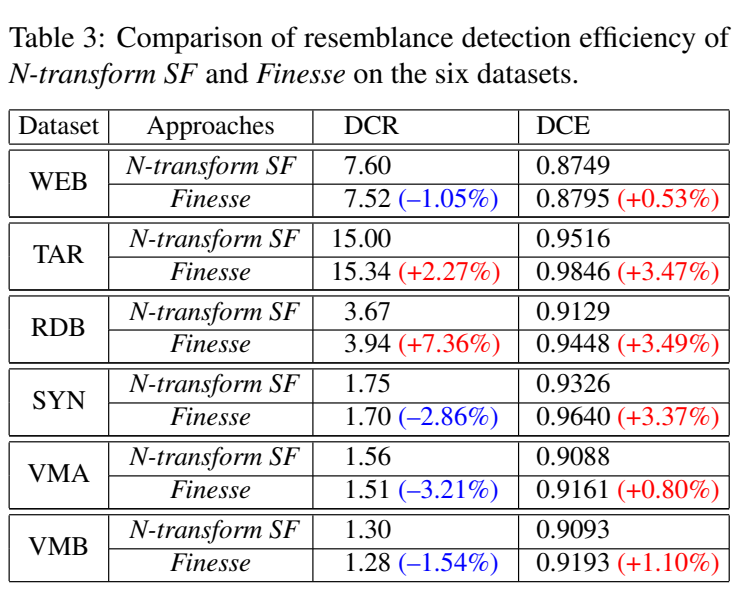 Table 3: Comparison of resemblance detection efficiency of
N-transform SF and Finesse on the six datasets.
Dataset Approaches DCR DCE
WEB N-transform SF 7.60 0.8749
Finesse 7.52 (–1.05%) 0.8795 (+0.53%)
TAR N-transform SF 15.00 0.9516
Finesse 15.34 (+2.27%) 0.9846 (+3.47%)
RDB N-transform SF 3.67 0.9129
Finesse 3.94 (+7.36%) 0.9448 (+3.49%)
SYN N-transform SF 1.75 0.9326
Finesse 1.70 (–2.86%) 0.9640 (+3.37%)
VMA N-transform SF 1.56 0.9088
Finesse 1.51 (–3.21%) 0.9161 (+0.80%)
VMB N-transform SF 1.30 0.9093
Finesse 1.28 (–1.54%) 0.9193 (+1.10%)